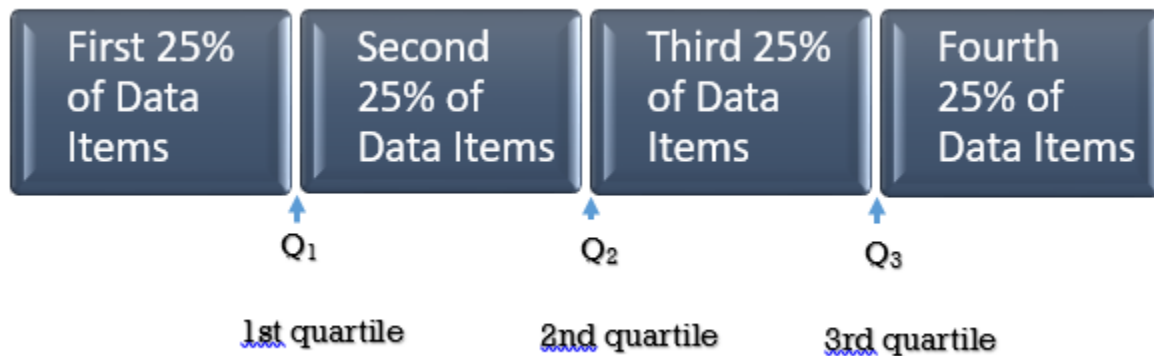 First 25%
of Data
Items
Second
25% of
Data Items
Third 25%
of Data
Items
Fourth
25% of
Data Items
Q₁
Q₂
Q₃
1st quartile
2nd quartile
3rd quartile